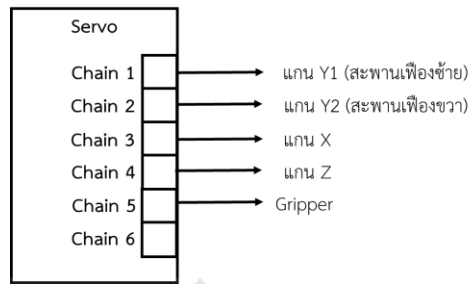 Servo
Chain 1 แกน Y1 (สะพานเฟืองซ้าย)
Chain 2 แกน Y2 (สะพานเฟืองขวา)
Chain 3 แกน X
Chain 4 แกน Z
Chain 5 Gripper
Chain 6